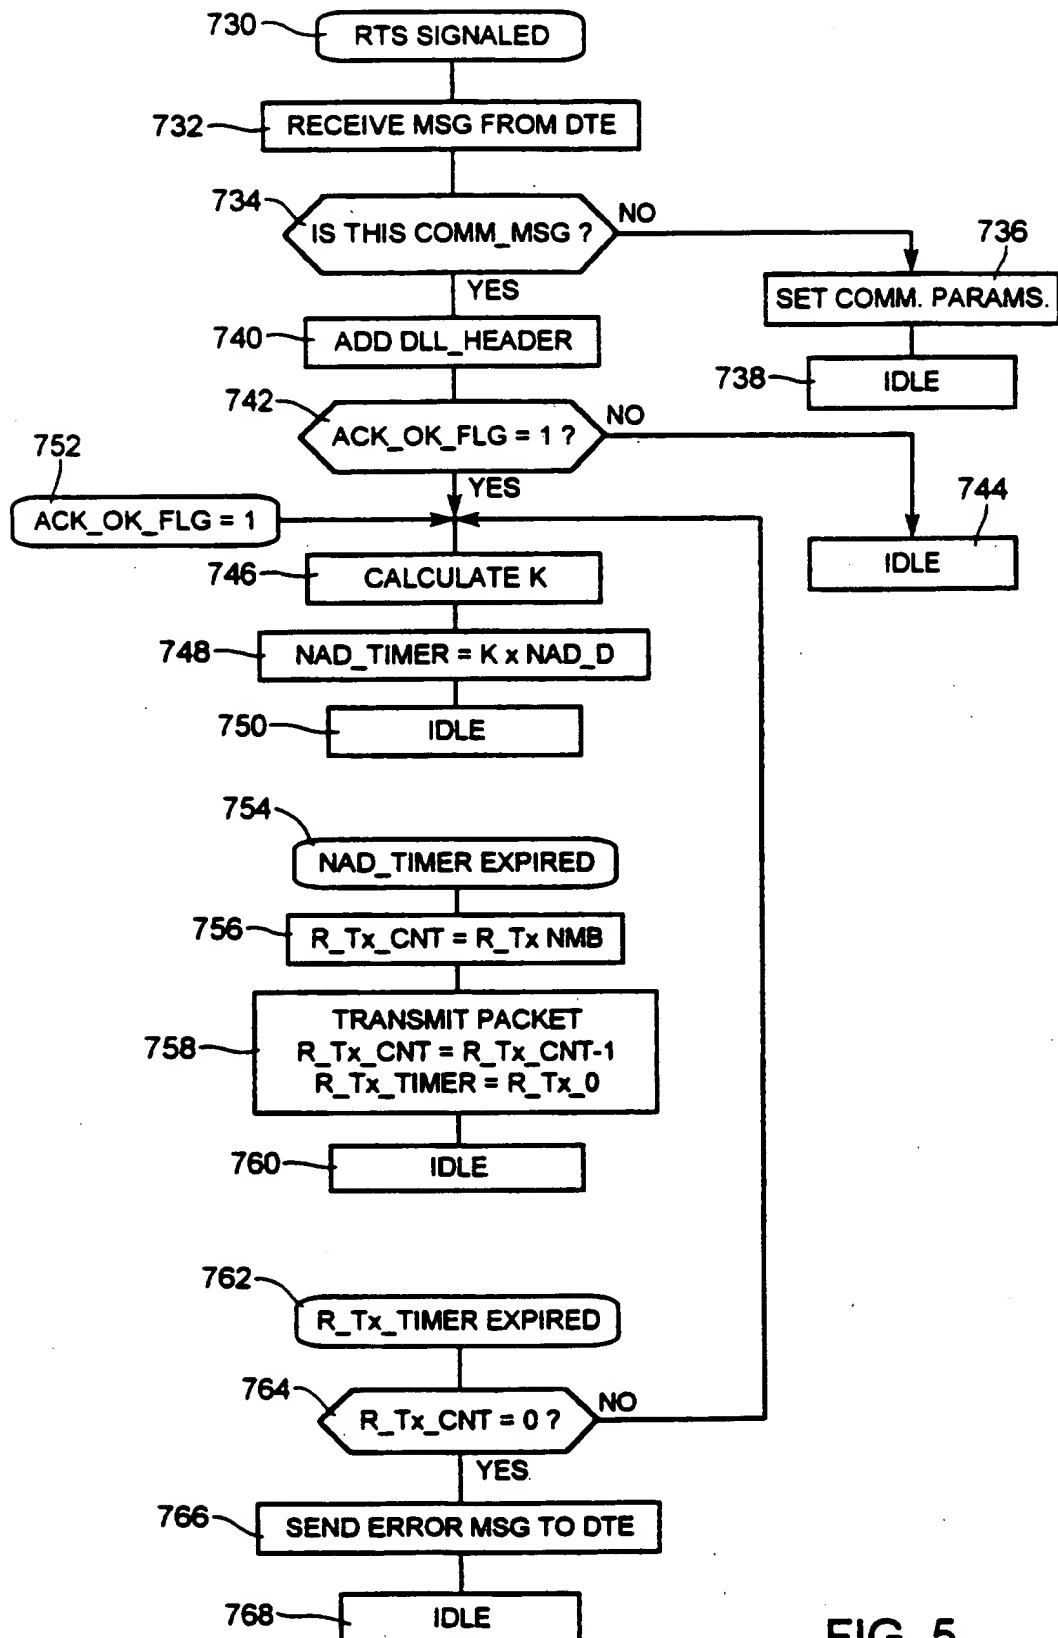 730
RTS SIGNALED
732
RECEIVE MSG FROM DTE
734
IS THIS COMM_MSG ?
NO
736
SET COMM. PARAMS.
YES
740
ADD DLL_HEADER
738
IDLE
742
ACK_OK_FLG = 1 ?
NO
752
YES
744
ACK_OK_FLG = 1
IDLE
746
CALCULATE K
748
NAD_TIMER = K x NAD_D
750
IDLE
754
NAD_TIMER EXPIRED
756
R_Tx_CNT = R_Tx NMB
758
TRANSMIT PACKET
R_Tx_CNT = R_Tx_CNT-1
R_Tx_TIMER = R_Tx_0
760
IDLE
762
R_Tx_TIMER EXPIRED
764
R_Tx_CNT = 0 ?
NO
YES
766
SEND ERROR MSG TO DTE
768
IDLE
FIG. 5